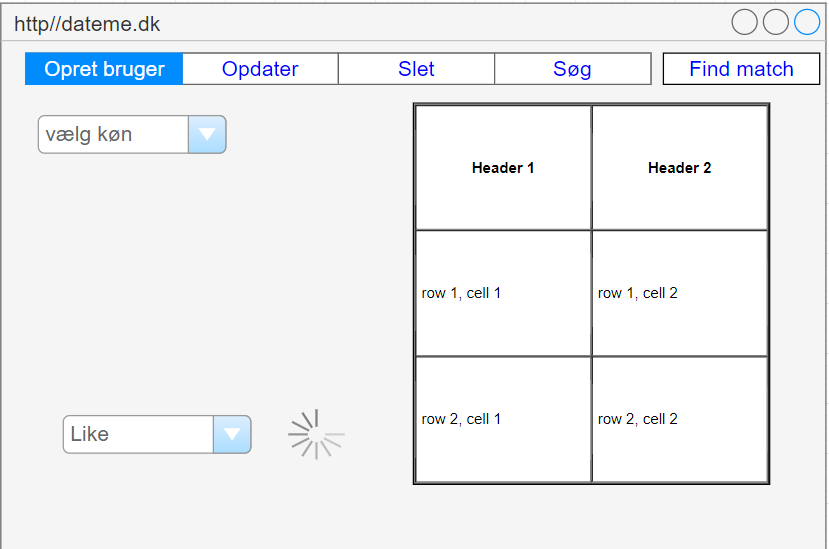 http//dateme.dk
Opret bruger Opdater Slet Søg Find match
vælg køn
Header 1 Header 2
row 1, cell 1 row 1, cell 2
row 2, cell 1 row 2, cell 2
Like